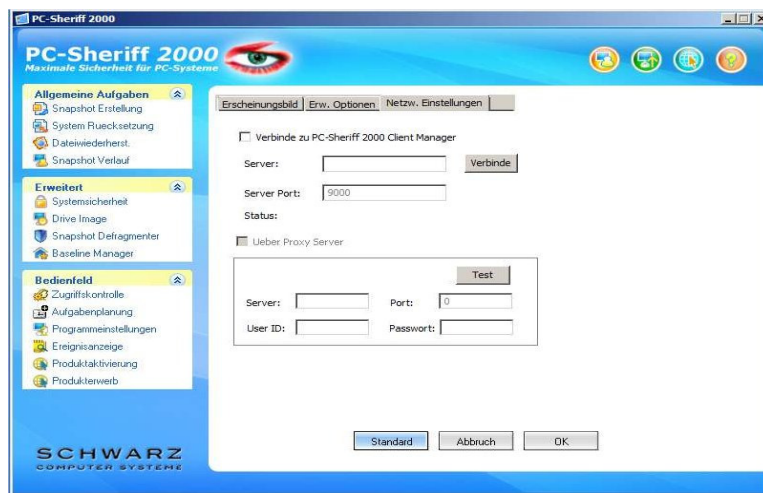 PC-Sheriff 2000
PC-Sheriff 2000
Maximale Sicherheit für PC-Systeme
Allgemeine Aufgaben
Snapshot Erstellung
System Ruecksetzung
Dateiwiederherst.
Snapshot Verlauf
Erweitert
Systemsicherheit
Drive Image
Snapshot Defragmenter
Baseline Manager
Bedienfeld
Zugriffskontrolle
Aufgabenplanung
Programmeinstellungen
Ereignisanzeige
Produktaktivierung
Produkterwerb
SCHWARZ
COMPUTER SYSTEME
Erscheinungsbild Erw. Optionen Netzw. Einstellungen
Verbinde zu PC-Sheriff 2000 Client Manager
Server: Verbinde
Server Port: 9000
Status:
Ueber Proxy Server
Test
Server: Port: 0
User ID: Passwort:
Standard Abbruch OK